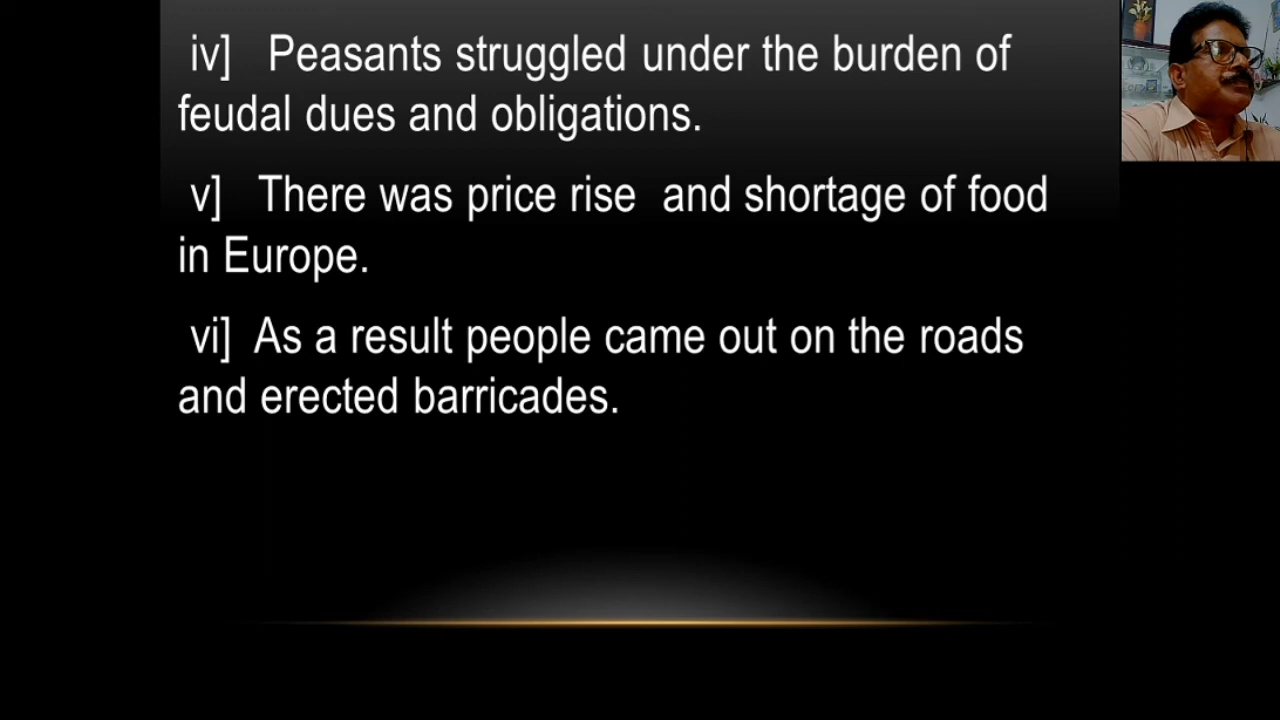 iv] Peasants struggled under the burden of
feudal dues and obligations.
v] There was price rise and shortage of food
in Europe.
vi] As a result people came out on the roads
and erected barricades.